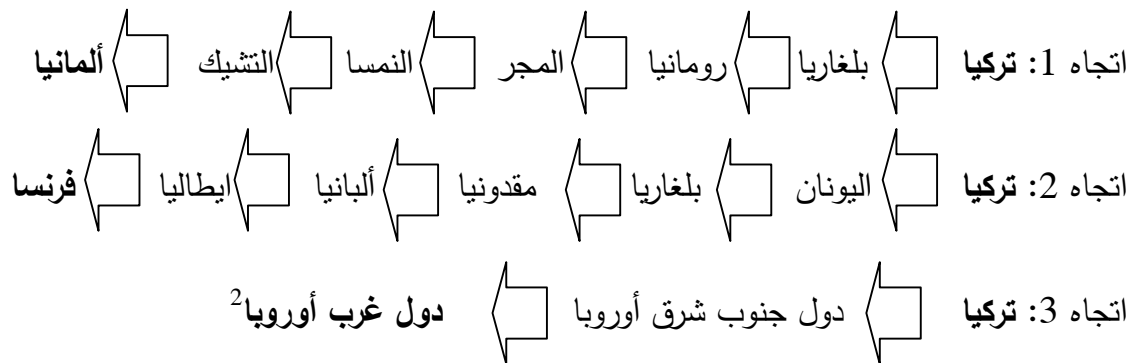 اتجاه 1: تركيا بلغاريا رومانيا المجر النمسا التشيك ألمانيا
اتجاه 2: تركيا اليونان بلغاريا مقدونيا ألبانيا ايطاليا فرنسا
اتجاه 3: تركيا دول جنوب شرق أوروبا دول غرب أوروبا2